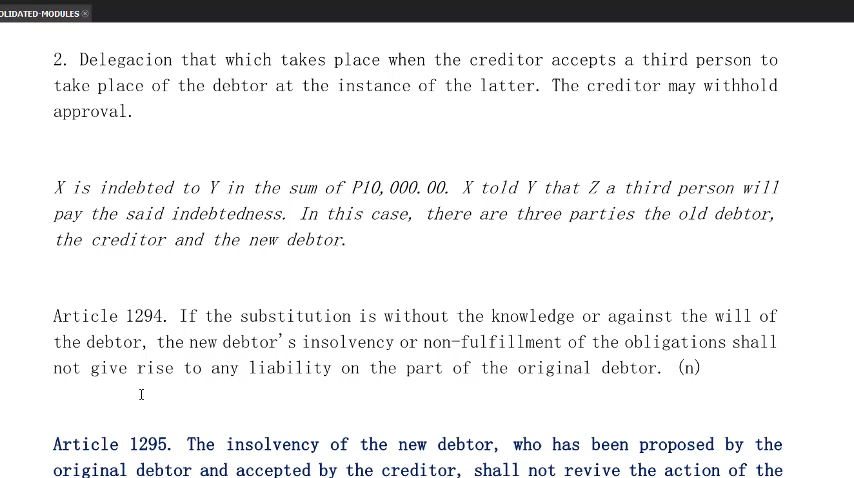 OLIDATED-MODULES
2. Delegacion that which takes place when the creditor accepts a third person to
take place of the debtor at the instance of the latter. The creditor may withhold
approval.
X is indebted to Y in the sum of P10,000.00. X told Y that Z a third person will
pay the said indebtedness. In this case, there are three parties the old debtor,
the creditor and the new debtor.
Article 1294. If the substitution is without the knowledge or against the will of
the debtor, the new debtor's insolvency or non-fulfillment of the obligations shall
not give rise to any liability on the part of the original debtor. (n)
Article 1295. The insolvency of the new debtor, who has been proposed by the
original debtor and accepted by the creditor, shall not revive the action of the